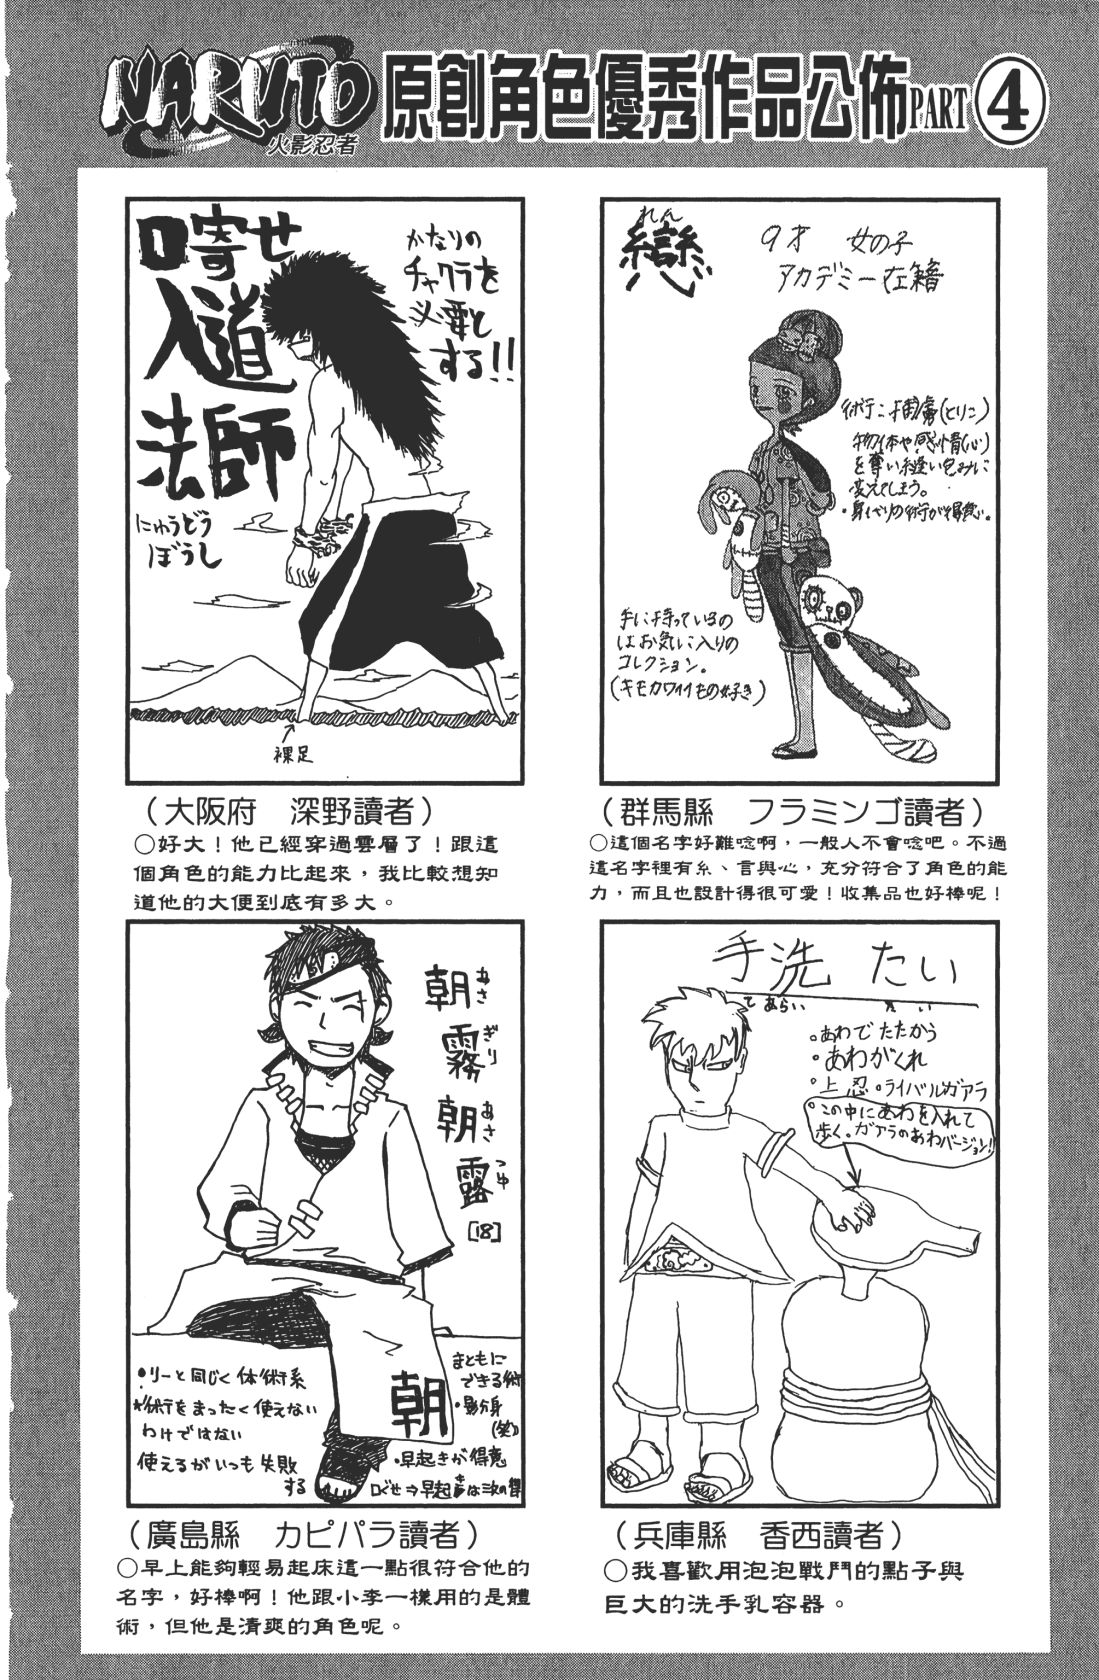 NARUTO
火影忍者
原創角色優秀作品公佈PART④
口寄せ
入道
法師
にゅうどう
ぼうし
かなりの
チャクラを
必要と
する!!
裸足
(大阪府　深野讀者)
○好大！他已經穿過雲層了！跟這
個角色的能力比起來，我比較想知
道他的大便到底有多大。
れん
戀
9才　女の子
アカデミー在籍
術:捕虜(とりこ)
物体や感情(心)
を奪い縫い包みに
変えてしまう。
手に持っているの
はお気に入りの
コレクション。
(キモカワイイもの好き)
(群馬縣　フラミンゴ讀者)
○這個名字好難唸啊，一般人不會唸吧。不過
這名字裡有糸、言與心，充分符合了角色的能
力，而且也設計得很可愛！收集品也好棒呢！
朝霧朝露
あさぎりあさつゆ
[18]
・リーと同じく体術系
★術をまったく使えない
わけではない
使えるがいつも失敗
する
朝
まともに
できる術
・影分身
(笑)
・早起きが得意
(廣島縣　カピパラ讀者)
○早上能夠輕易起床這一點很符合他的
名字，好棒啊！他跟小李一樣用的是體
術，但他是清爽的角色呢。
手洗　たい
てあらい　たい
。あわでたたかう
・あわがくれ
・上忍　・ライバルガアラ
・この中にあわを入れて
歩く。ガアラのあわバージョン!
(兵庫縣　香西讀者)
○我喜歡用泡泡戰鬥的點子與
巨大的洗手乳容器。